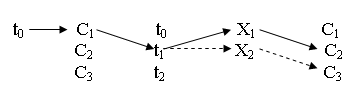 t₀ C₁ t₀ X₁ C₁
C₂ t₁ X₂ C₂
C₃ t₂ C₃